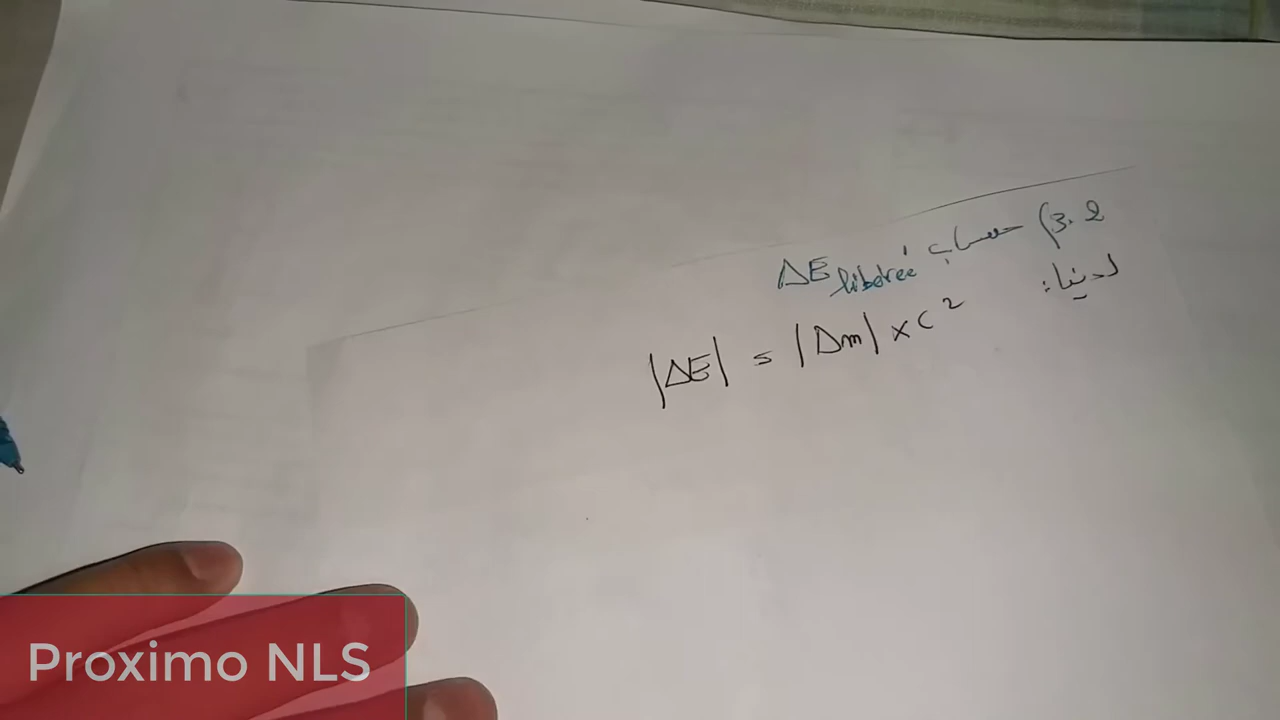 2.3) حساب ΔE libérée
لدينا:
|ΔE| = |Δm| × c²
Proximo NLS